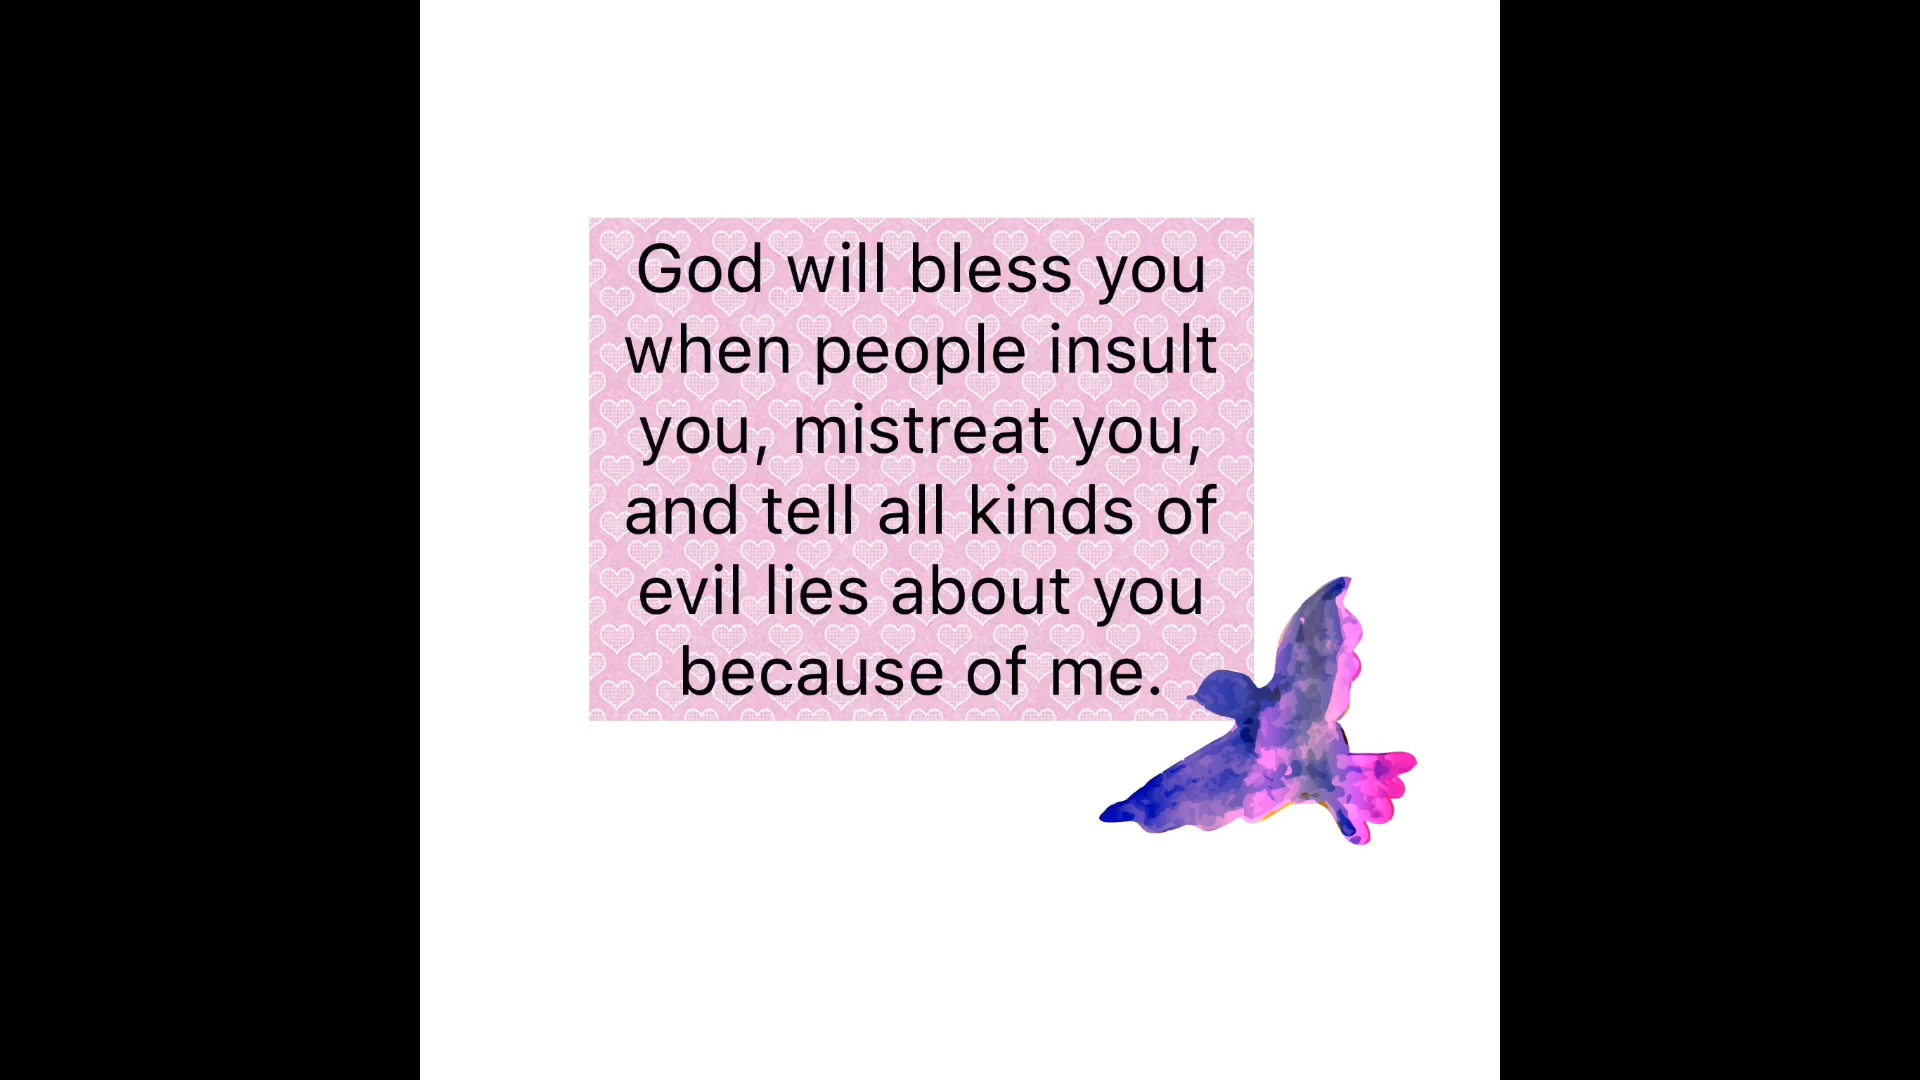 God will bless you
when people insult
you, mistreat you,
and tell all kinds of
evil lies about you
because of me.